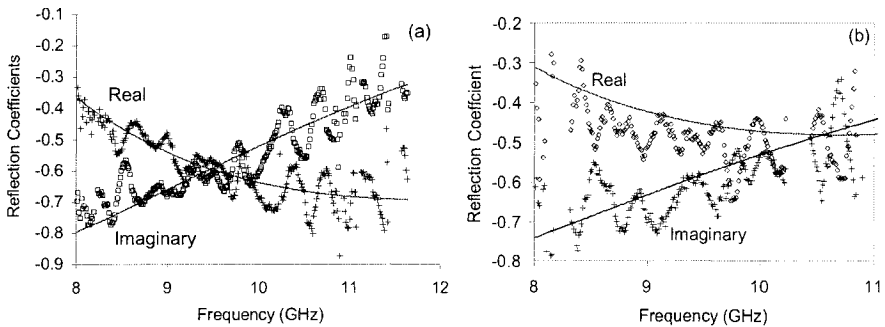 (a)
-0.1
-0.2
-0.3
-0.4
-0.5
-0.6
-0.7
-0.8
-0.9
Reflection Coefficients
Real
Imaginary
8 9 10 11 12
Frequency (GHz)
(b)
-0.2
-0.3
-0.4
-0.5
-0.6
-0.7
-0.8
Reflection Coefficient
Real
Imaginary
8 9 10 11
Frequency (GHz)